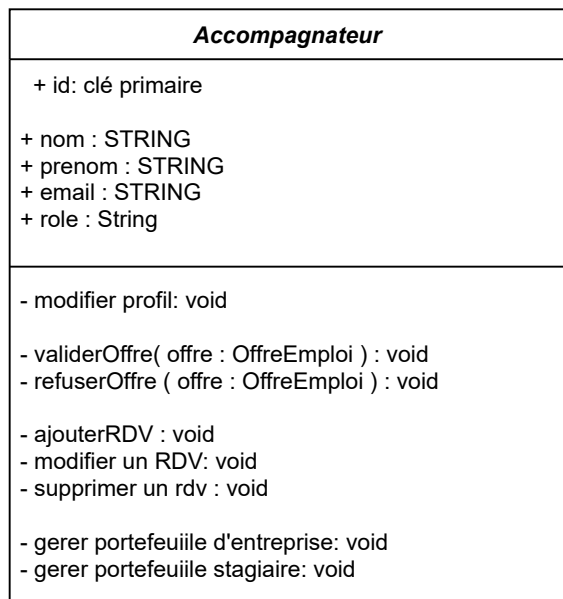 Accompagnateur
+ id: clé primaire
+ nom : STRING
+ prenom : STRING
+ email : STRING
+ role : String
- modifier profil: void
- validerOffre( offre : OffreEmploi ) : void
- refuserOffre ( offre : OffreEmploi ) : void
- ajouterRDV : void
- modifier un RDV: void
- supprimer un rdv : void
- gerer portefeuiile d'entreprise: void
- gerer portefeuiile stagiaire: void